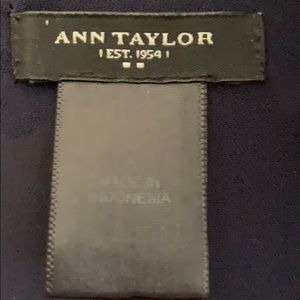 ANN TAYLOR
EST. 1954
MADE IN
INDONESIA